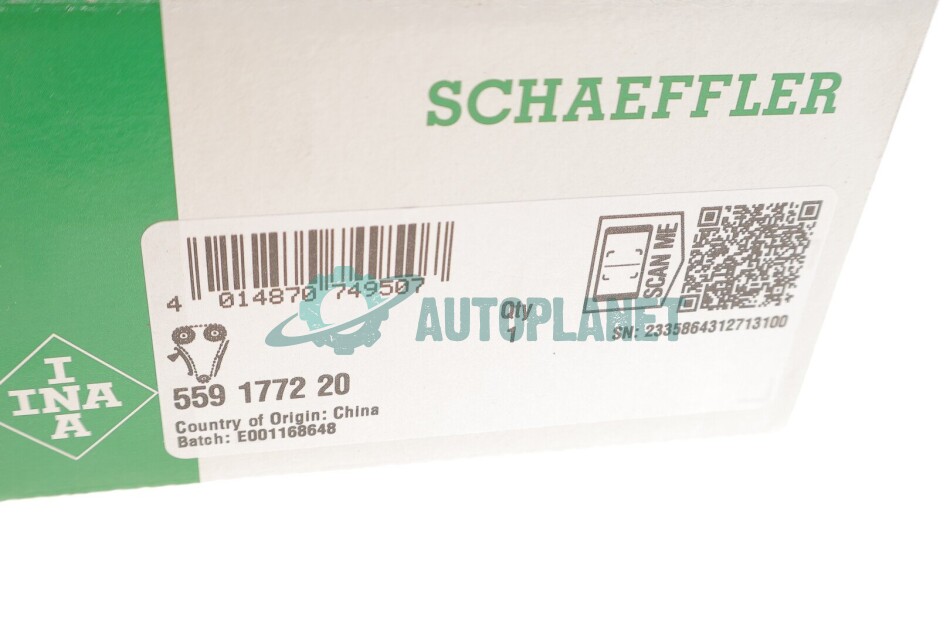 SCHAEFFLER
SCAN ME
4 014870 749507
Qty
1
SN: 2335864312713100
AUTOPLANET
559 1772 20
Country of Origin: China
Batch: E001168648
I
INA
A